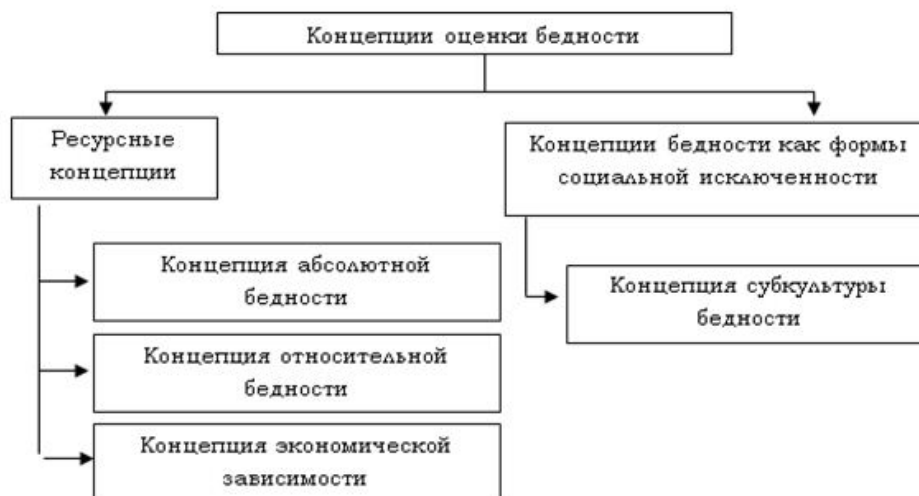 Концепции оценки бедности
Ресурсные
концепции
Концепции бедности как формы
социальной исключенности
Концепция абсолютной
бедности
Концепция субкультуры
бедности
Концепция относительной
бедности
Концепция экономической
зависимости